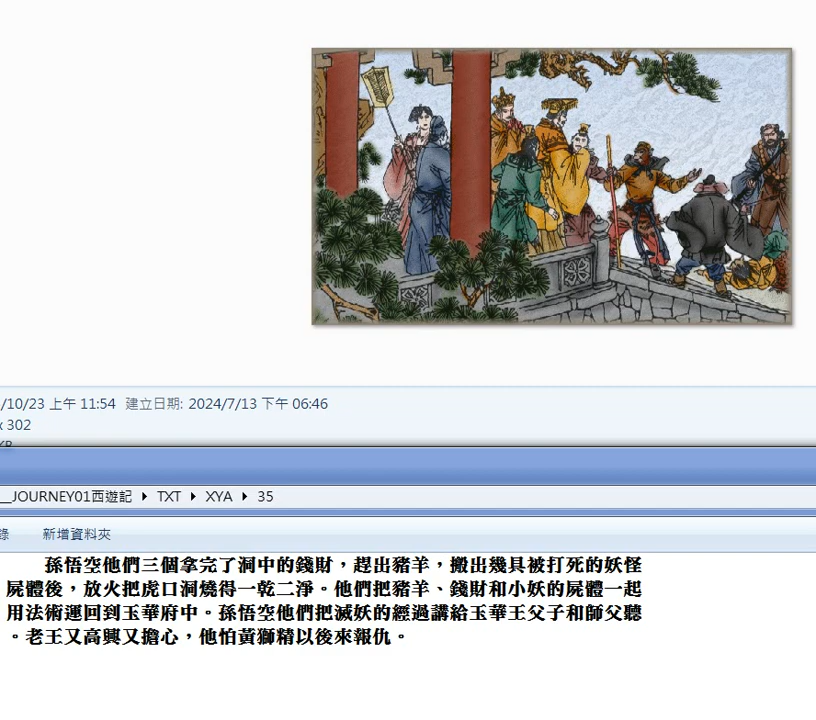 /10/23 上午 11:54 建立日期: 2024/7/13 下午 06:46
x 302
KB
__JOURNEY01西遊記 ▶ TXT ▶ XYA ▶ 35
錄 新增資料夾
孫悟空他們三個拿完了洞中的錢財，趕出豬羊，搬出幾具被打死的妖怪
屍體後，放火把虎口洞燒得一乾二淨。他們把豬羊、錢財和小妖的屍體一起
用法術運回到玉華府中。孫悟空他們把滅妖的經過講給玉華王父子和師父聽
。老王又高興又擔心，他怕黃獅精以後來報仇。